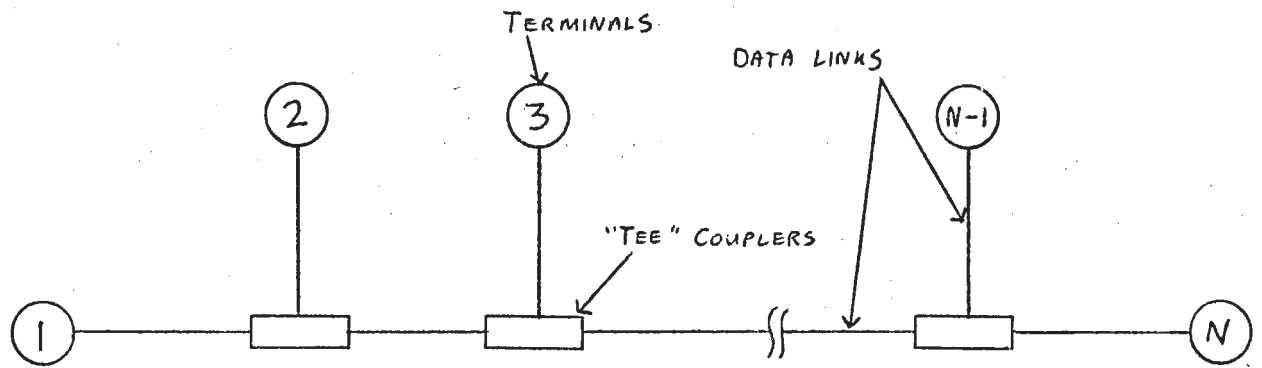 TERMINALS
DATA LINKS
2
3
N-1
"TEE" COUPLERS
1
N